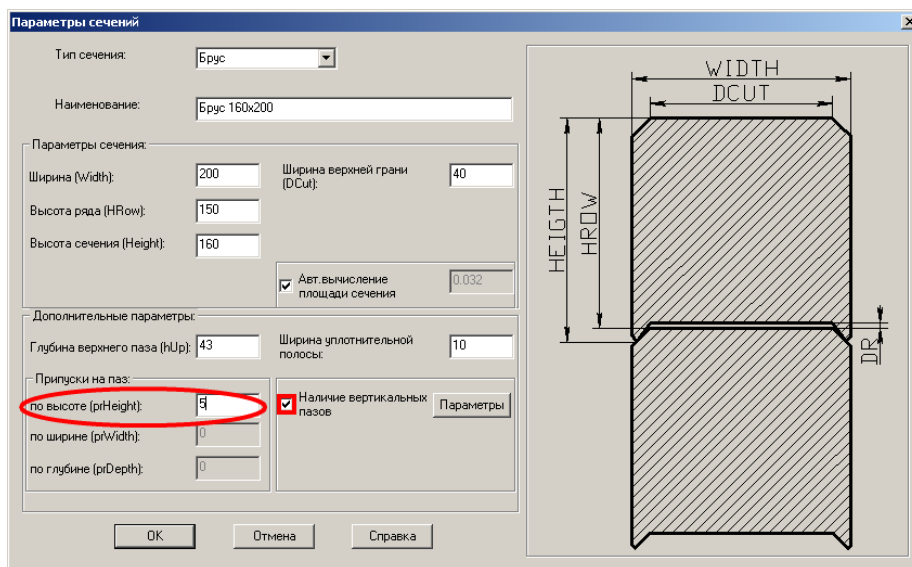 Параметры сечений
Тип сечения:
Брус
Наименование:
Брус 160x200
Параметры сечения:
Ширина (Width):
200
Ширина верхней грани
(DCut):
40
Высота ряда (HRow):
150
Высота сечения (Height):
160
Авт.вычисление
площади сечения
0.032
Дополнительные параметры:
Глубина верхнего паза (hUp):
43
Ширина уплотнительной
полосы:
10
Припуски на паз:
по высоте (prHeight):
5
по ширине (prWidth):
0
по глубине (prDepth):
0
Наличие вертикальных
пазов
Параметры
OK
Отмена
Справка
WIDTH
DCUT
HEIGTH
HROW
DR